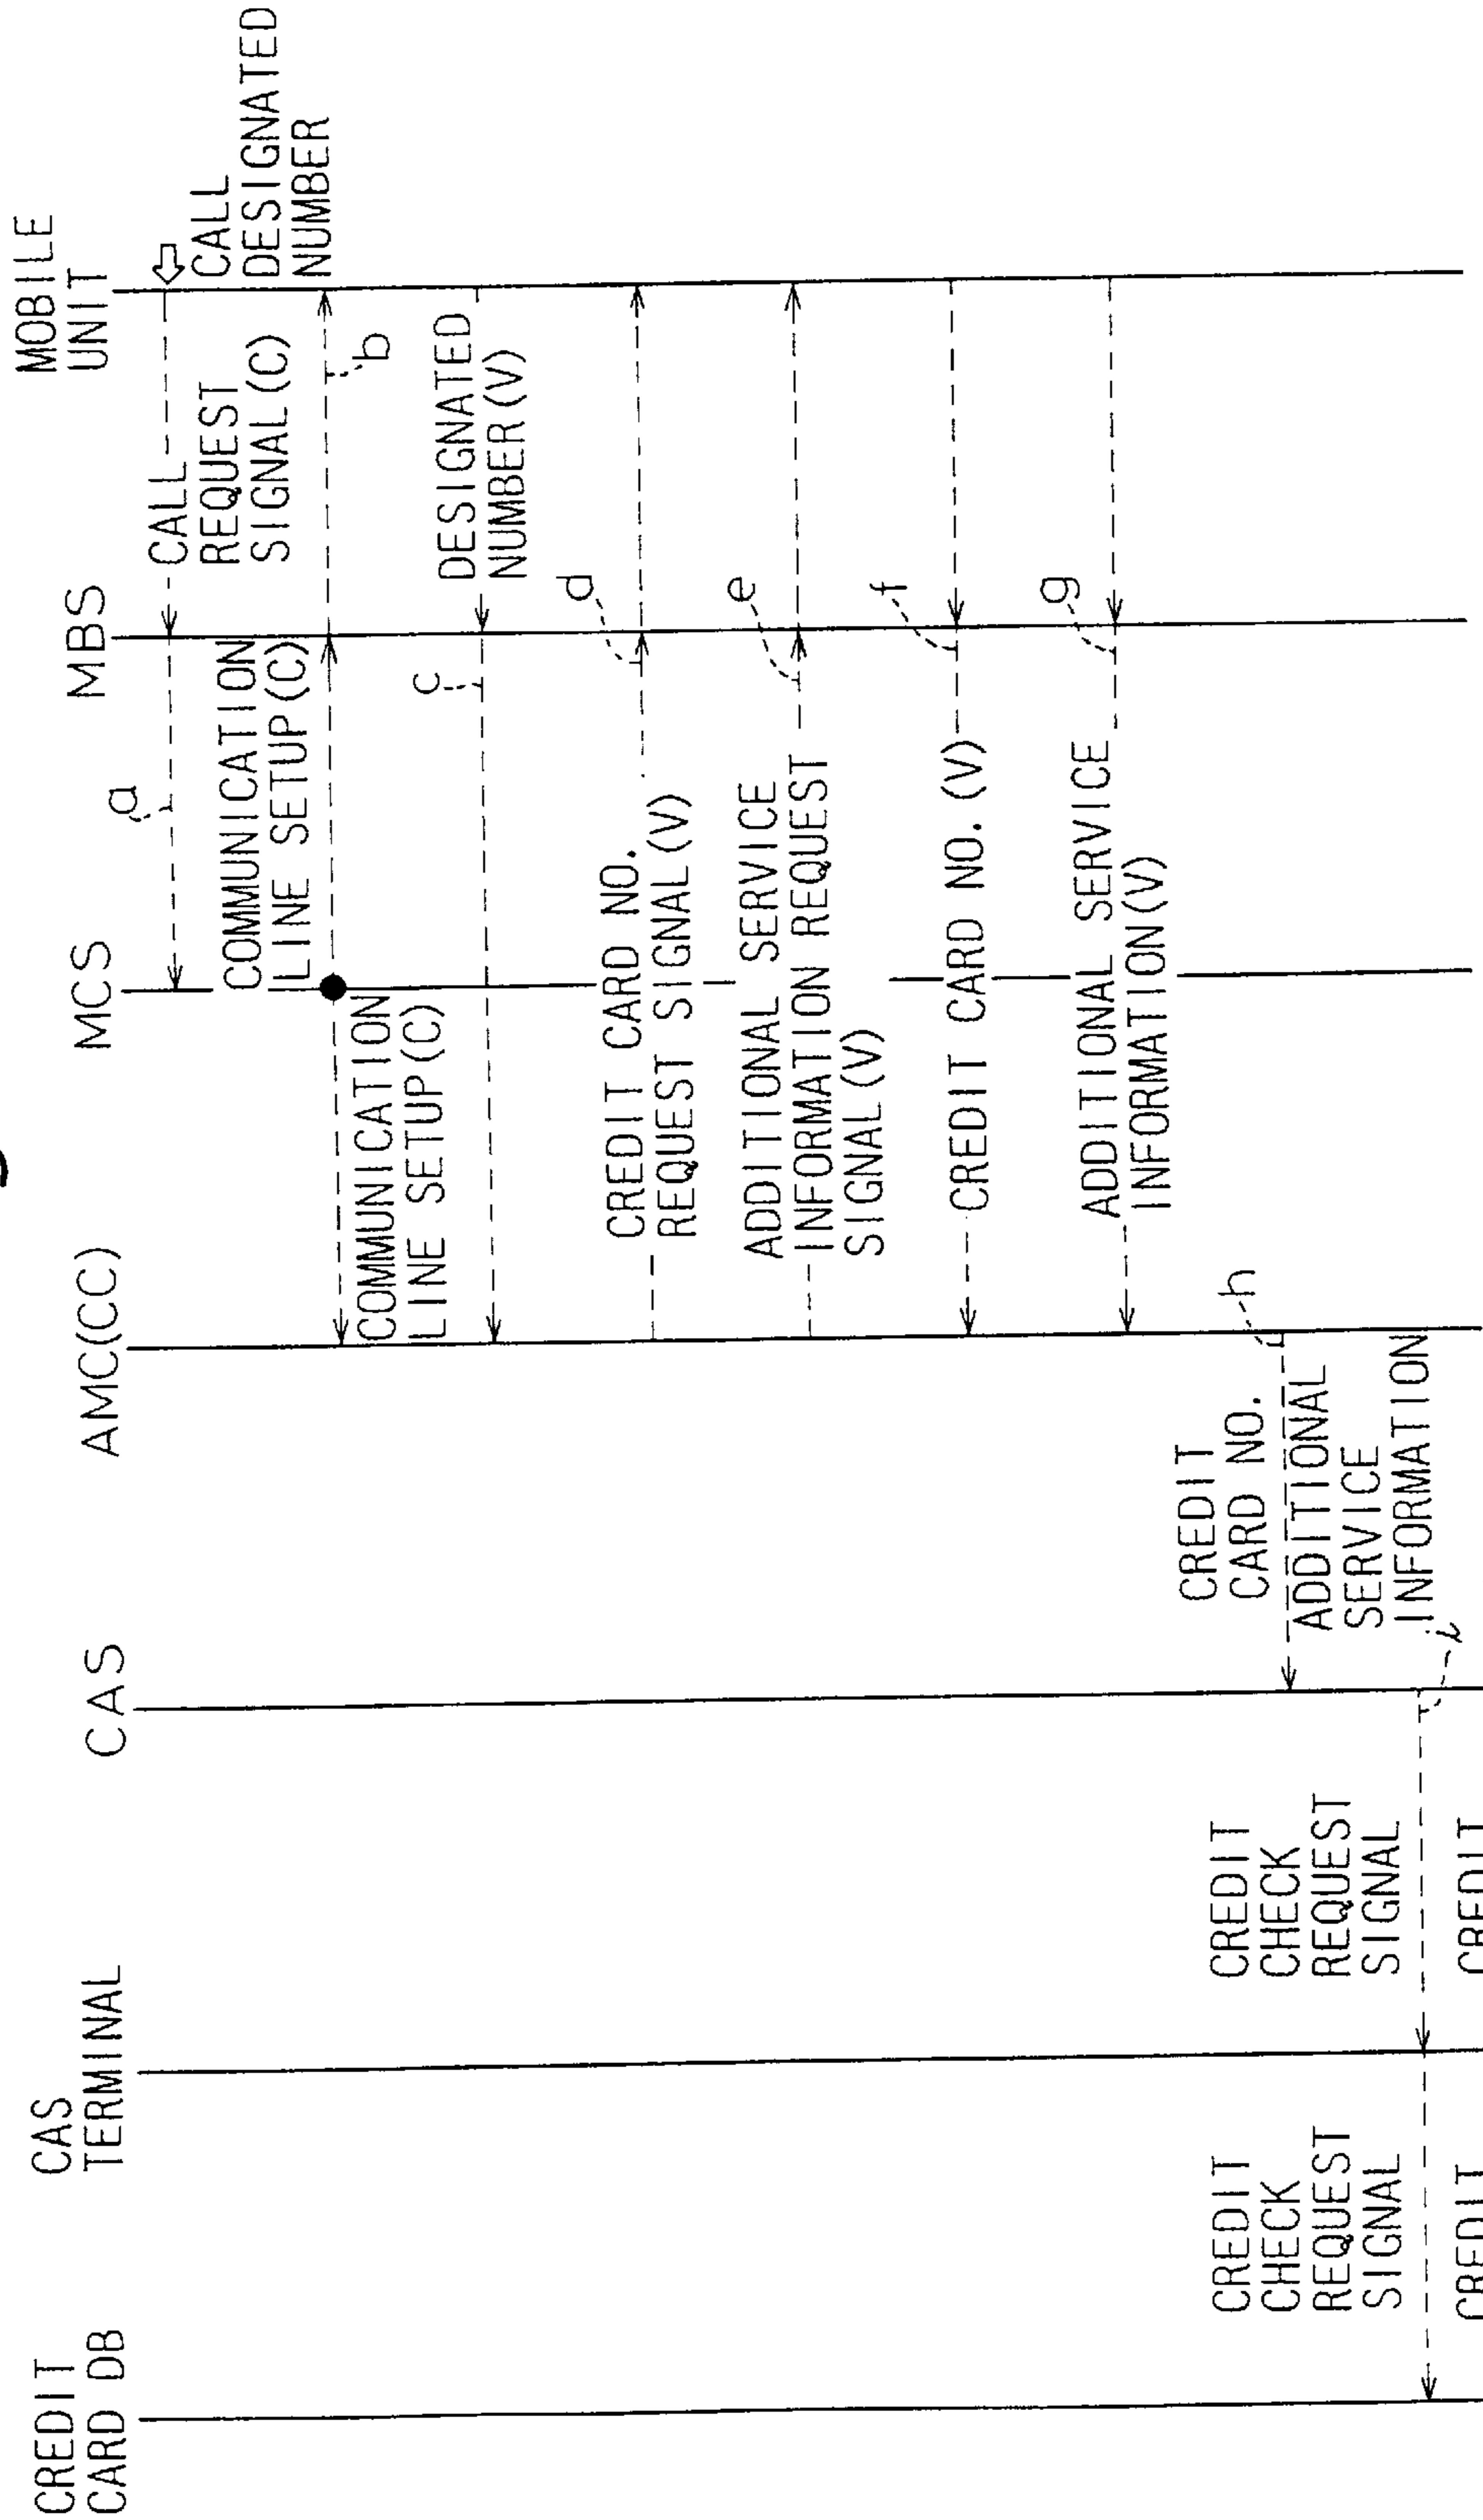 CREDIT
CARD DB
CAS
TERMINAL
CAS
AMC(CC)
MCS
MBS
MOBILE
UNIT
CALL
DESIGNATED
NUMBER
a
CALL
REQUEST
SIGNAL(C)
COMMUNICATION
LINE SETUP(C)
b
COMMUNICATION
LINE SETUP(C)
c
DESIGNATED
NUMBER(V)
d
CREDIT CARD NO.
REQUEST SIGNAL(V)
e
ADDITIONAL SERVICE
INFORMATION REQUEST
SIGNAL(V)
f
CREDIT CARD NO.(V)
g
ADDITIONAL SERVICE
INFORMATION(V)
h
CREDIT
CARD NO.
ADDITIONAL
SERVICE
INFORMATION
i
CREDIT
CHECK
REQUEST
SIGNAL
CREDIT
CHECK
REQUEST
SIGNAL
CREDIT
CREDIT